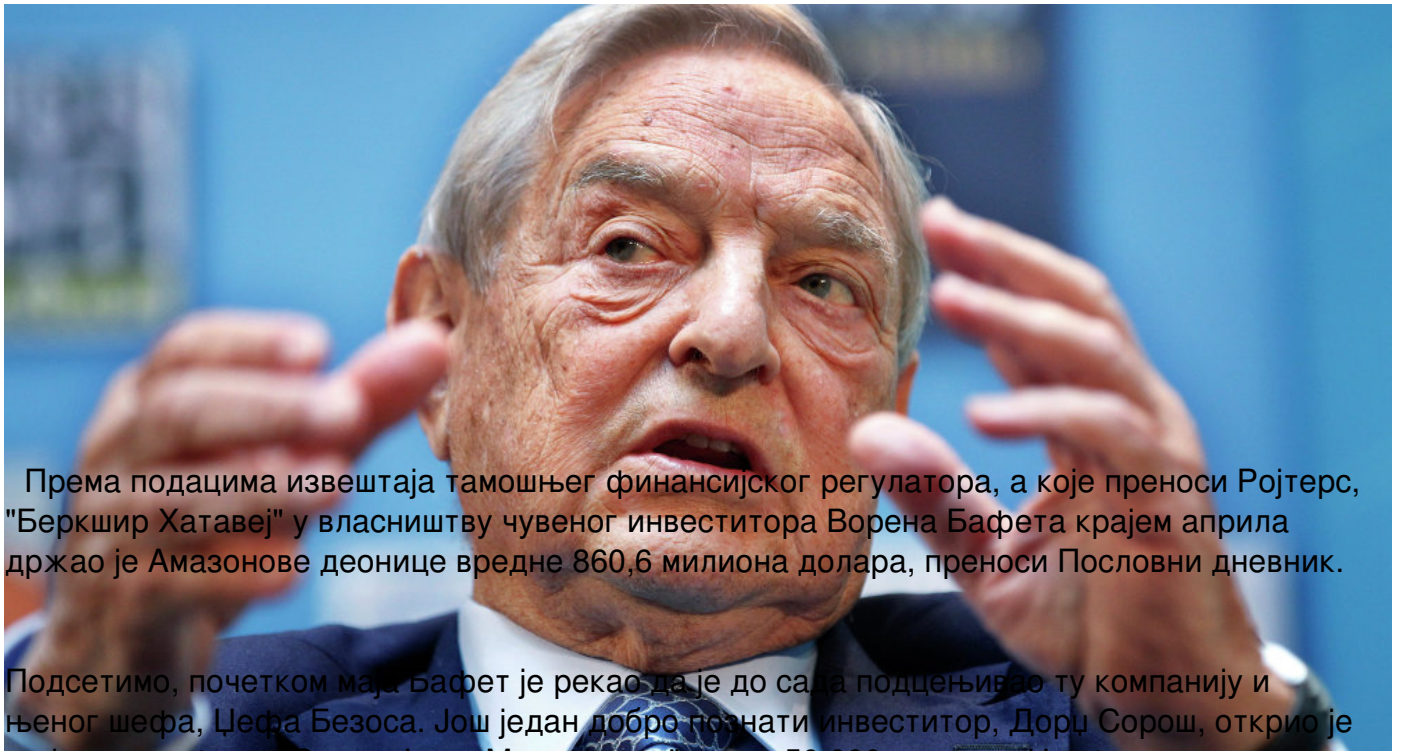 Према подацима извештаја тамошњег финансијског регулатора, а које преноси Ројтерс,
"Беркшир Хатавеј" у власништву чувеног инвеститора Ворена Бафета крајем априла
држао је Амазонове деонице вредне 860,6 милиона долара, преноси Пословни дневник.
Подсетимо, почетком маја Бафет је рекао да је до сада подцењивао ту компанију и
њеног шефа, Џефа Безоса. Још један добро познати инвеститор, Дорџ Сорош, открио је